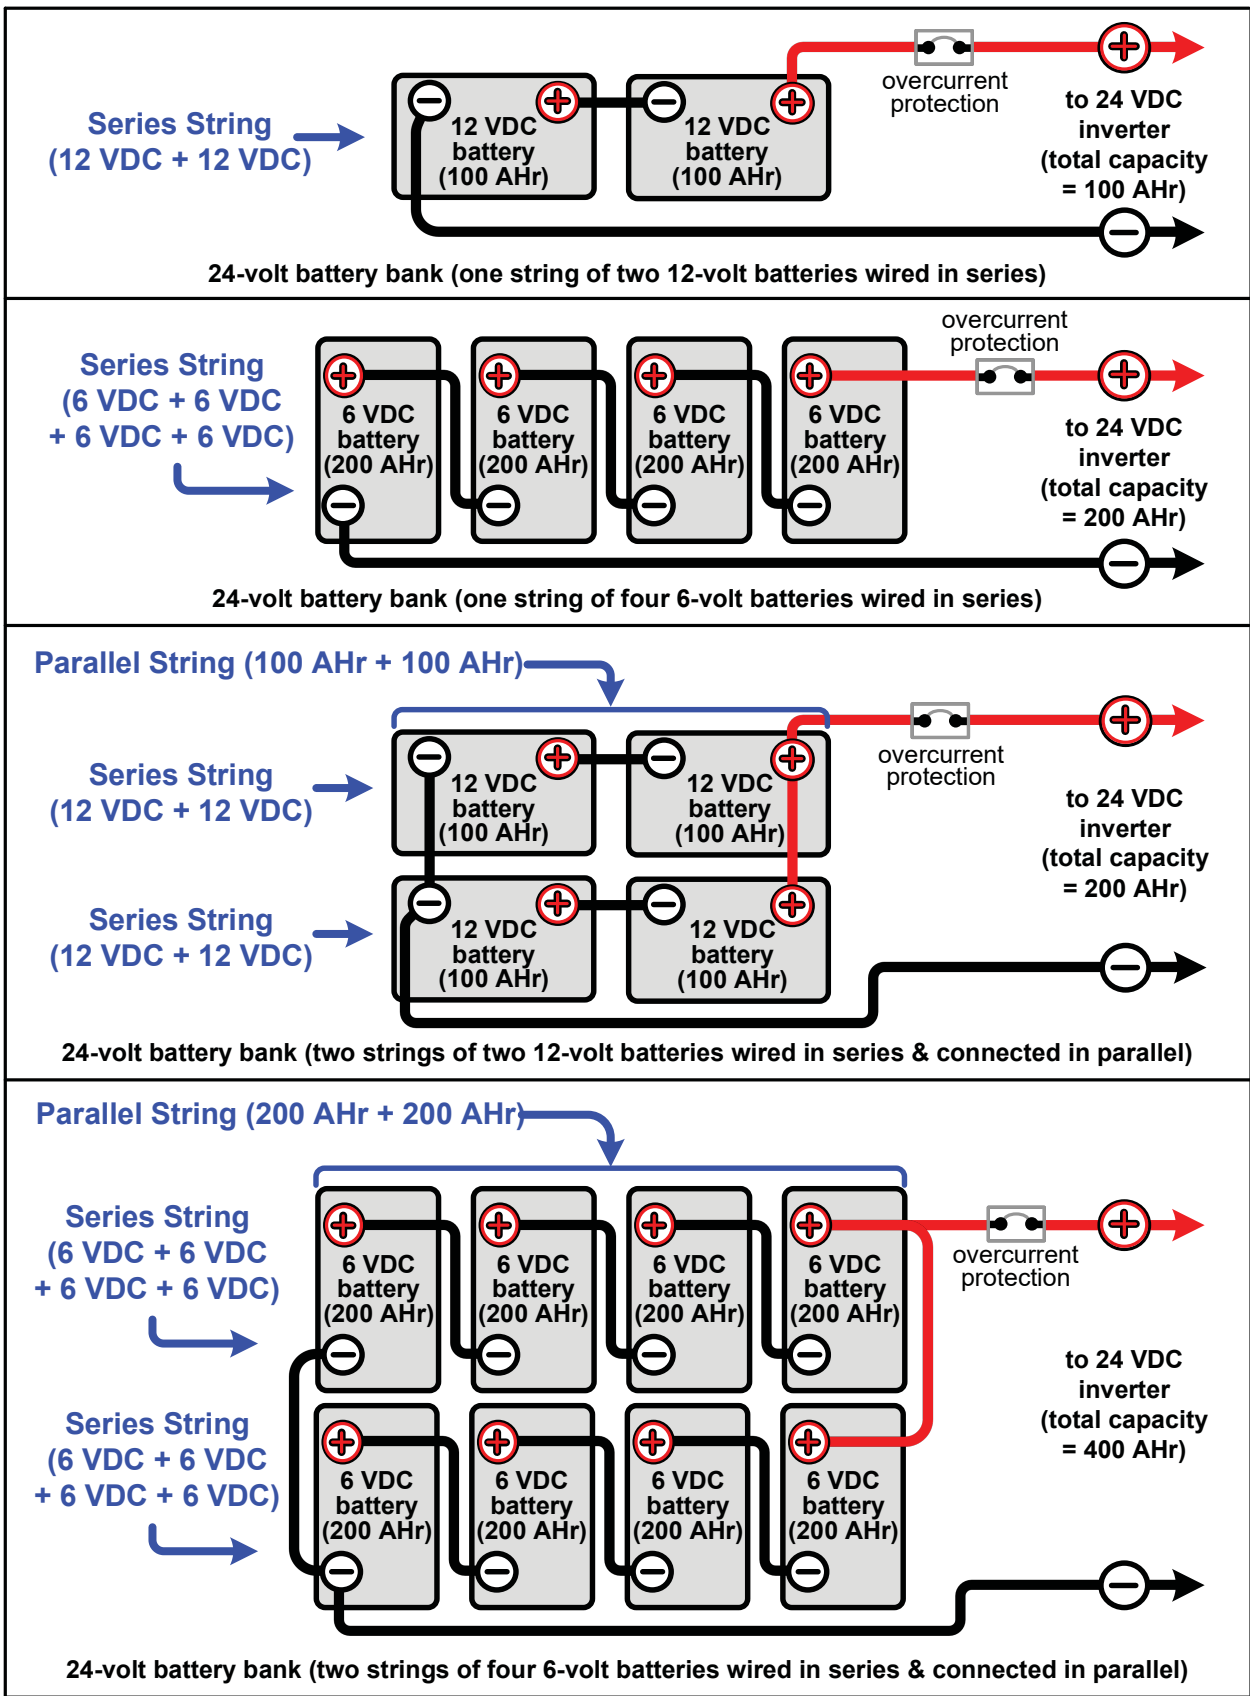 Series String
(12 VDC + 12 VDC)
12 VDC
battery
(100 AHr)
12 VDC
battery
(100 AHr)
overcurrent
protection
to 24 VDC
inverter
(total capacity
= 100 AHr)
24-volt battery bank (one string of two 12-volt batteries wired in series)
Series String
(6 VDC + 6 VDC
+ 6 VDC + 6 VDC)
6 VDC
battery
(200 AHr)
6 VDC
battery
(200 AHr)
6 VDC
battery
(200 AHr)
6 VDC
battery
(200 AHr)
overcurrent
protection
to 24 VDC
inverter
(total capacity
= 200 AHr)
24-volt battery bank (one string of four 6-volt batteries wired in series)
Parallel String (100 AHr + 100 AHr)
Series String
(12 VDC + 12 VDC)
12 VDC
battery
(100 AHr)
12 VDC
battery
(100 AHr)
overcurrent
protection
to 24 VDC
inverter
(total capacity
= 200 AHr)
Series String
(12 VDC + 12 VDC)
12 VDC
battery
(100 AHr)
12 VDC
battery
(100 AHr)
24-volt battery bank (two strings of two 12-volt batteries wired in series & connected in parallel)
Parallel String (200 AHr + 200 AHr)
Series String
(6 VDC + 6 VDC
+ 6 VDC + 6 VDC)
6 VDC
battery
(200 AHr)
6 VDC
battery
(200 AHr)
6 VDC
battery
(200 AHr)
6 VDC
battery
(200 AHr)
overcurrent
protection
to 24 VDC
inverter
(total capacity
= 400 AHr)
Series String
(6 VDC + 6 VDC
+ 6 VDC + 6 VDC)
6 VDC
battery
(200 AHr)
6 VDC
battery
(200 AHr)
6 VDC
battery
(200 AHr)
6 VDC
battery
(200 AHr)
24-volt battery bank (two strings of four 6-volt batteries wired in series & connected in parallel)